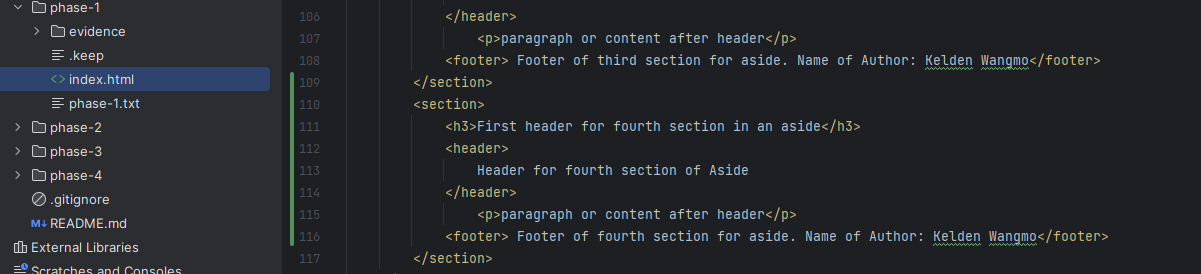 phase-1
evidence
.keep
index.html
phase-1.txt
phase-2
phase-3
phase-4
.gitignore
README.md
External Libraries
Scratches and Consoles
106 </header>
107 <p>paragraph or content after header</p>
108 <footer> Footer of third section for aside. Name of Author: Kelden Wangmo</footer>
109 </section>
110 <section>
111 <h3>First header for fourth section in an aside</h3>
112 <header>
113 Header for fourth section of Aside
114 </header>
115 <p>paragraph or content after header</p>
116 <footer> Footer of fourth section for aside. Name of Author: Kelden Wangmo</footer>
117 </section>